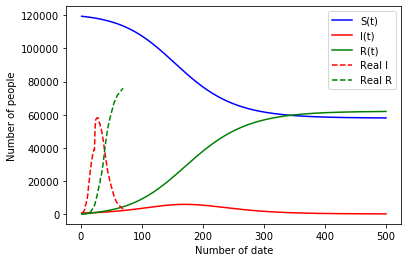 120000
100000
80000
60000
40000
20000
0
Number of people
0 100 200 300 400 500
Number of date
S(t)
I(t)
R(t)
Real I
Real R